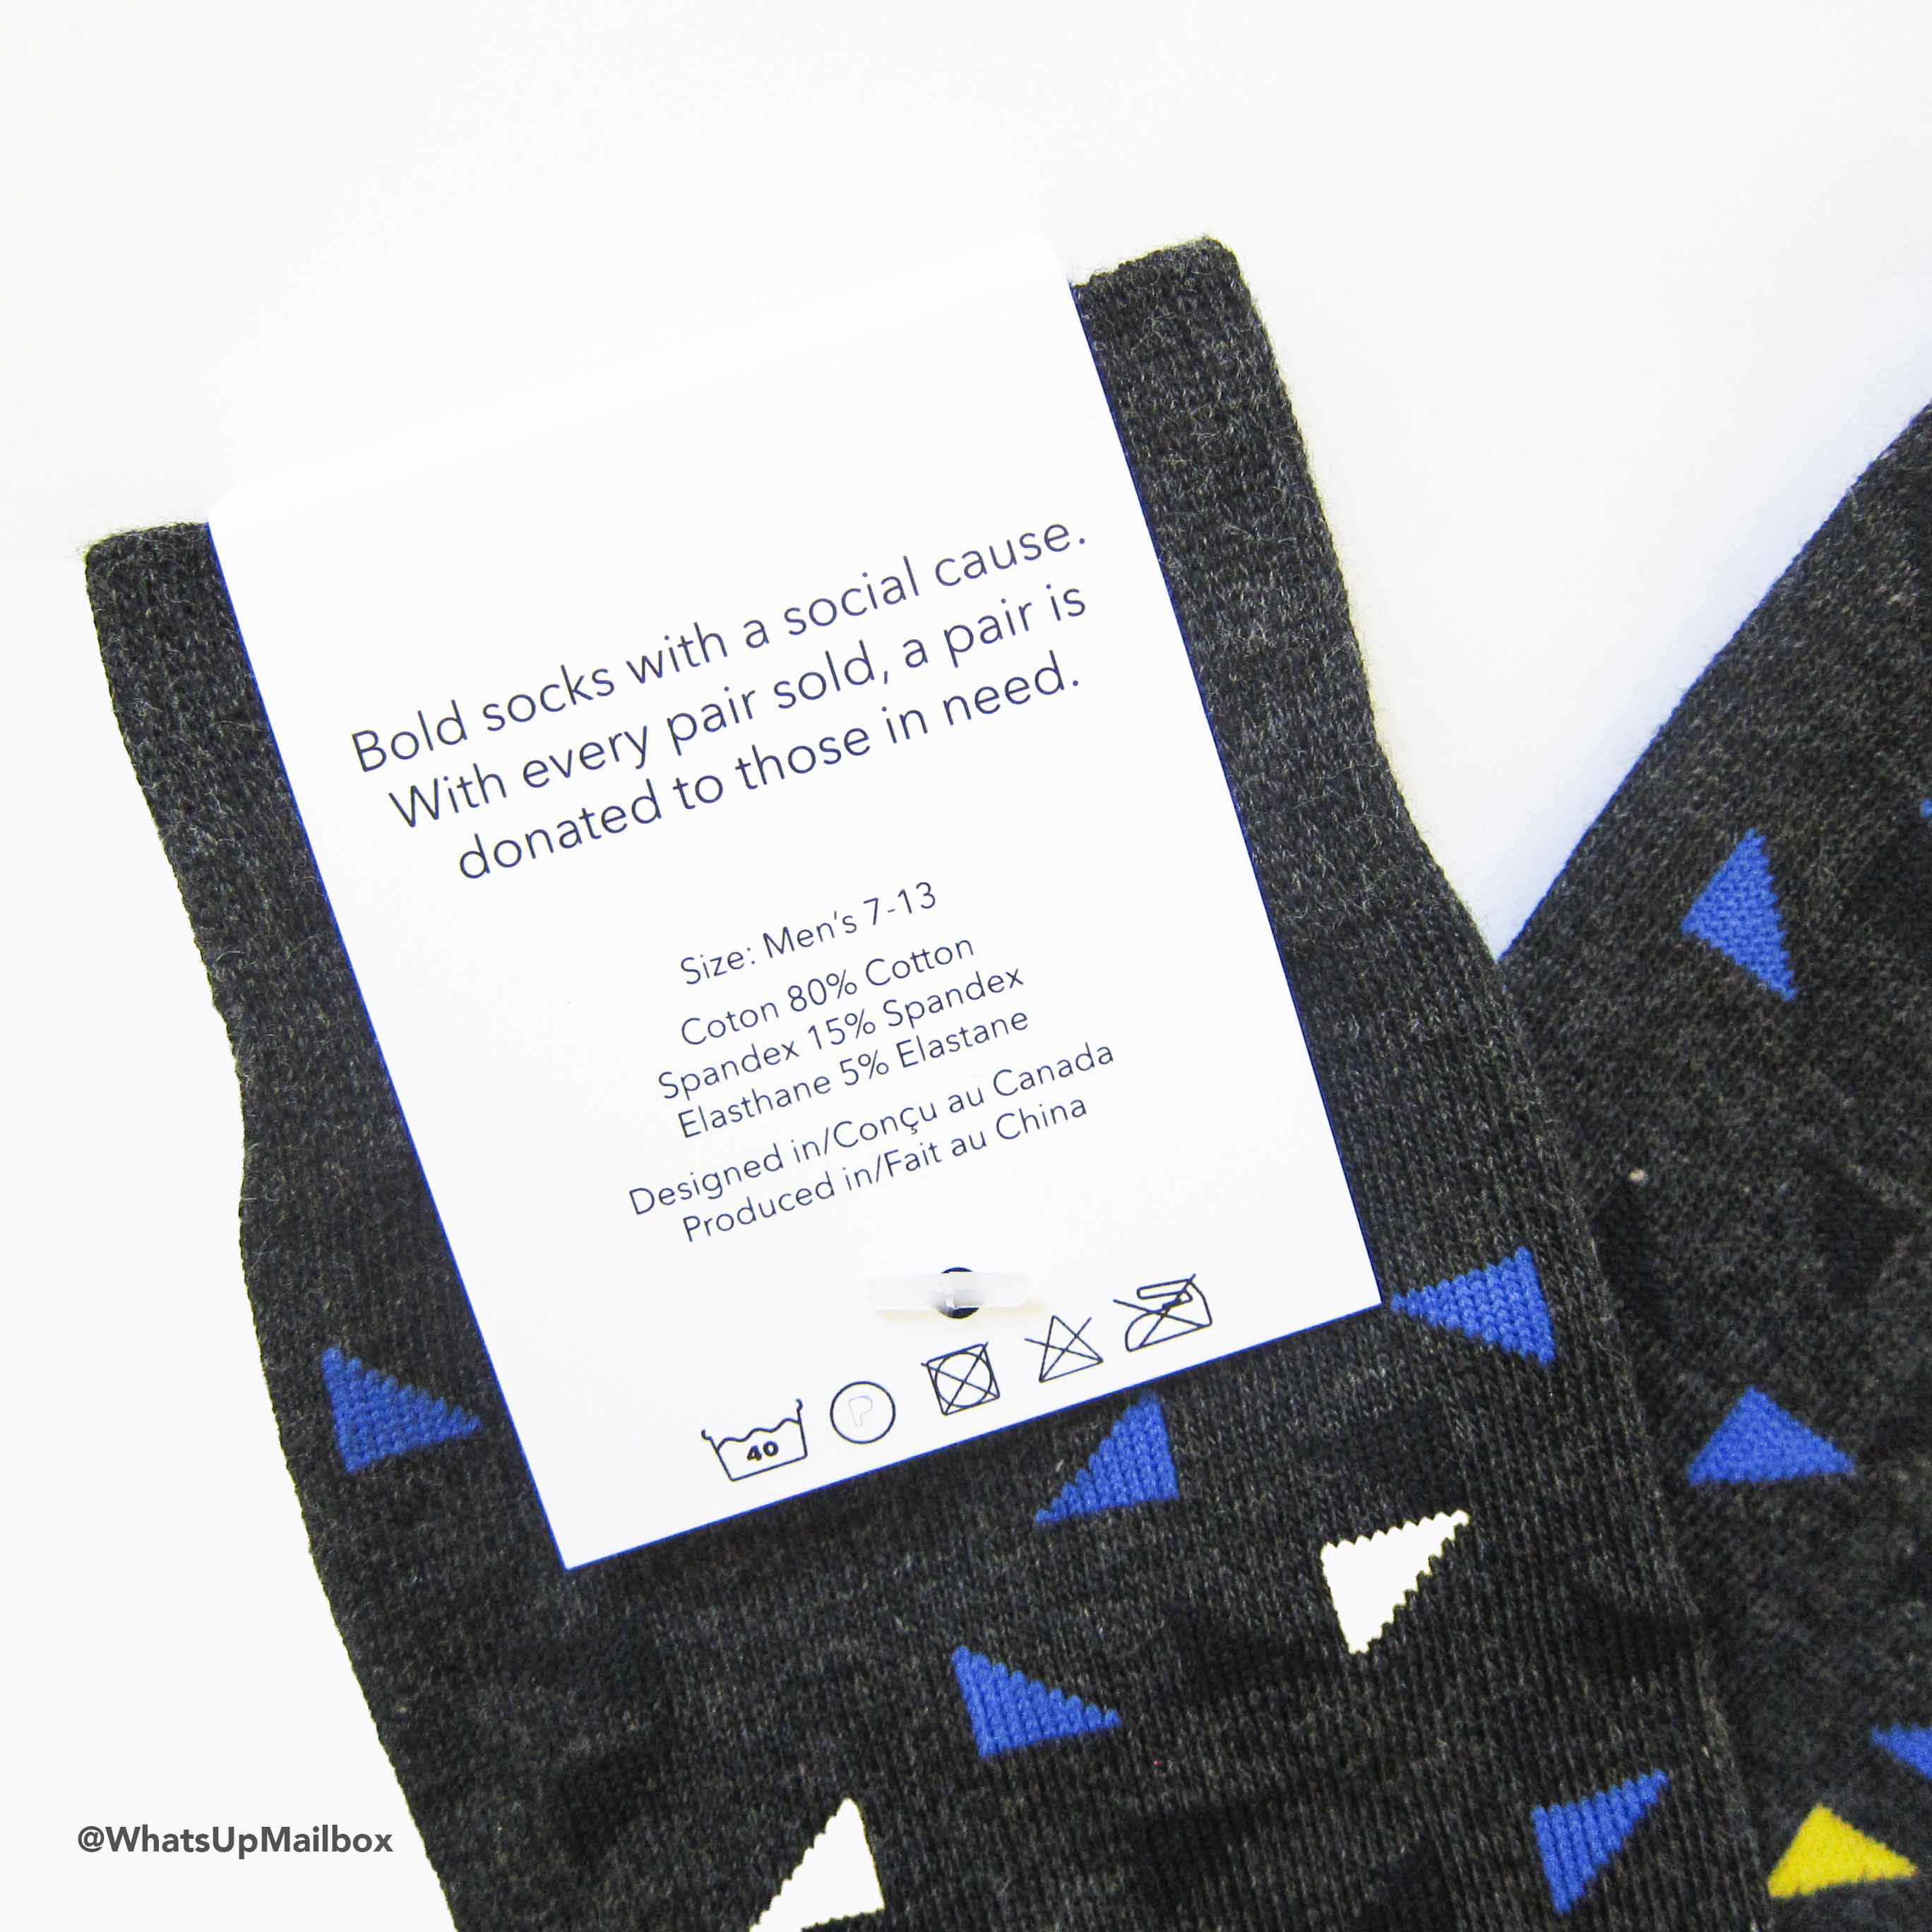 Bold socks with a social cause.
With every pair sold, a pair is
donated to those in need.
Size: Men's 7-13
Coton 80% Cotton
Spandex 15% Spandex
Elasthane 5% Elastane
Designed in/Conçu au Canada
Produced in/Fait au China
40
P
@WhatsUpMailbox